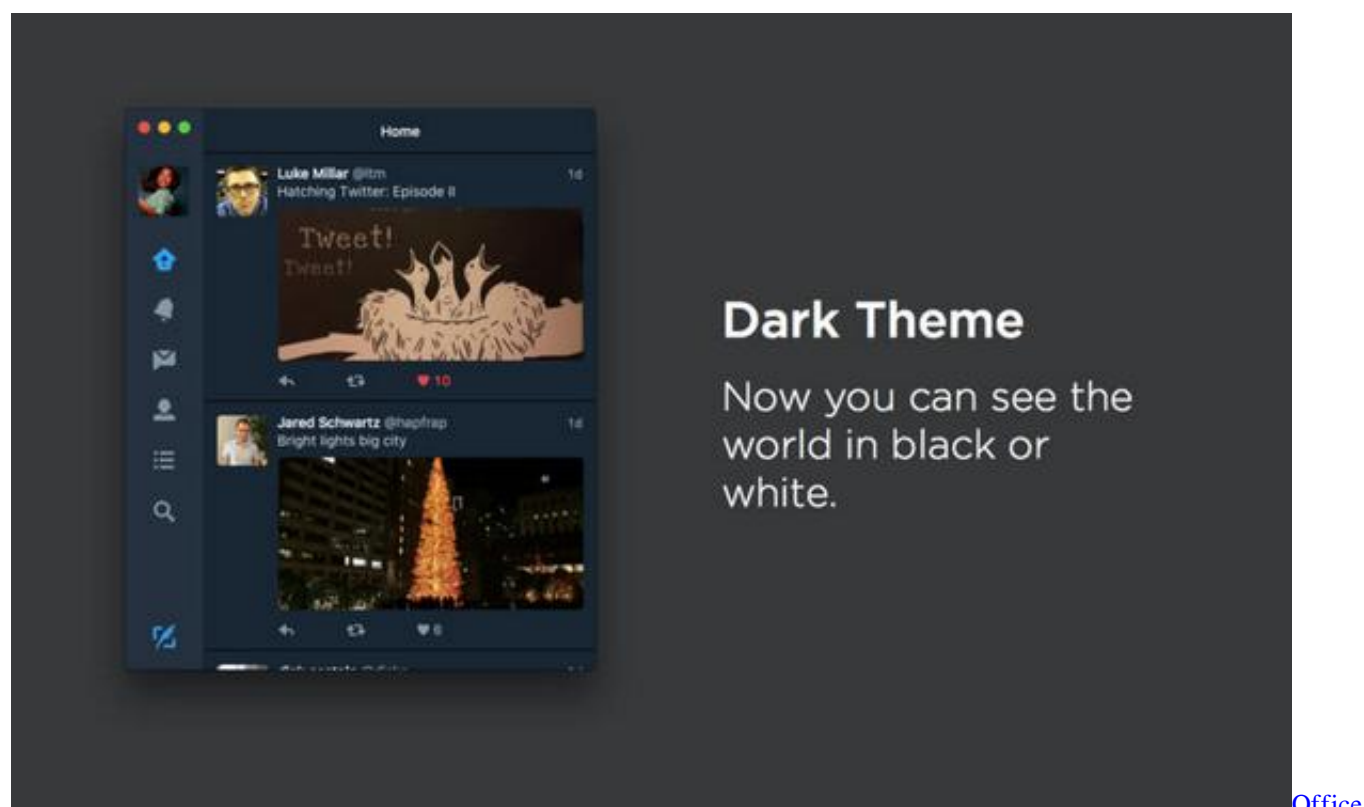 Home
Luke Millar @ltm 1d
Hatching Twitter: Episode II
Tweet!
Tweet!
10
Jared Schwartz @hapfrap 1d
Bright lights big city
6
Dark Theme
Now you can see the
world in black or
white.
Office